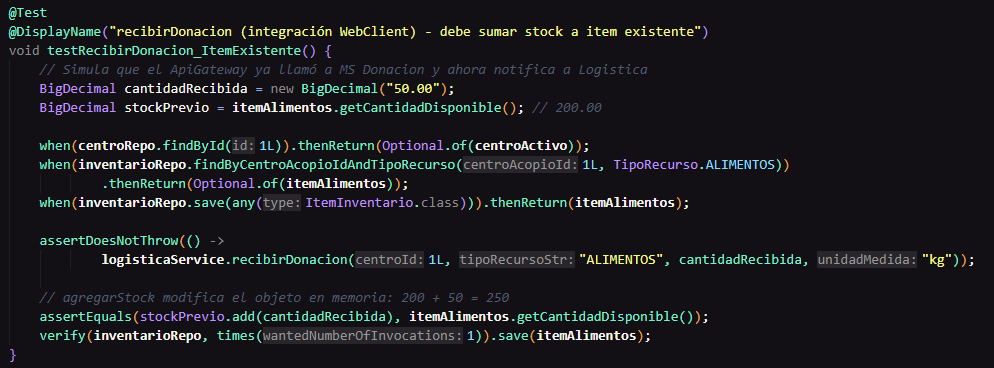 @Test
@DisplayName("recibirDonacion (integración WebClient) - debe sumar stock a item existente")
void testRecibirDonacion_ItemExistente() {
    // Simula que el ApiGateway ya llamó a MS Donacion y ahora notifica a Logistica
    BigDecimal cantidadRecibida = new BigDecimal("50.00");
    BigDecimal stockPrevio = itemAlimentos.getCantidadDisponible(); // 200.00

    when(centroRepo.findById(id: 1L)).thenReturn(Optional.of(centroActivo));
    when(inventarioRepo.findByCentroAcopioIdAndTipoRecurso(centroAcopioId: 1L, TipoRecurso.ALIMENTOS))
            .thenReturn(Optional.of(itemAlimentos));
    when(inventarioRepo.save(any(type: ItemInventario.class))).thenReturn(itemAlimentos);

    assertDoesNotThrow(() ->
            logisticaService.recibirDonacion(centroId: 1L, tipoRecursoStr: "ALIMENTOS", cantidadRecibida, unidadMedida: "kg"));

    // agregarStock modifica el objeto en memoria: 200 + 50 = 250
    assertEquals(stockPrevio.add(cantidadRecibida), itemAlimentos.getCantidadDisponible());
    verify(inventarioRepo, times(wantedNumberOfInvocations: 1)).save(itemAlimentos);
}